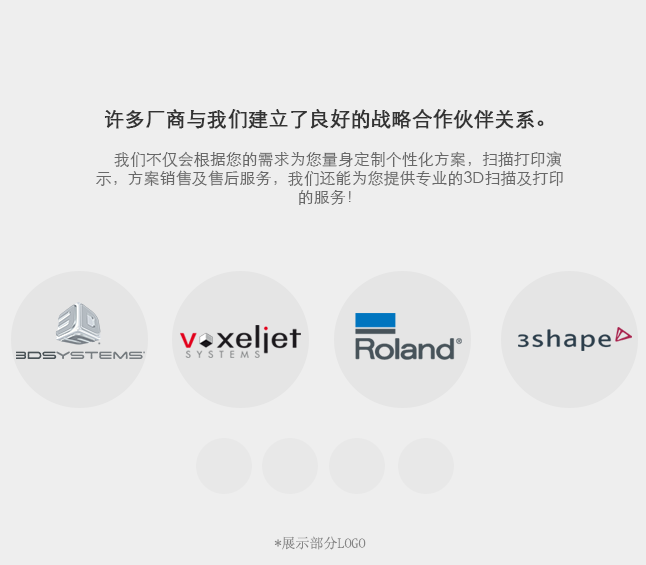 许多厂商与我们建立了良好的战略合作伙伴关系。
我们不仅会根据您的需求为您量身定制个性化方案，扫描打印演
示，方案销售及售后服务，我们还能为您提供专业的3D扫描及打印
的服务！
3D
3DSYSTEMS®
voxeljet
SYSTEMS
Roland®
3shape
*展示部分LOGO